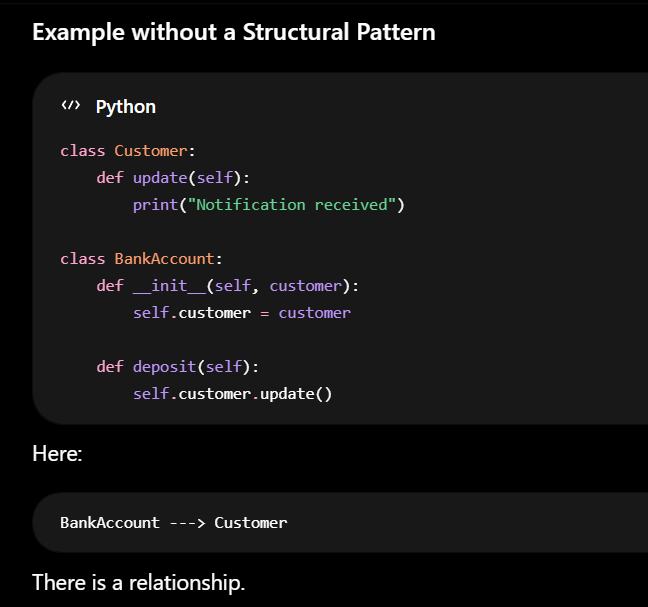 Example without a Structural Pattern
</> Python
class Customer:
    def update(self):
        print("Notification received")
class BankAccount:
    def __init__(self, customer):
        self.customer = customer
    def deposit(self):
        self.customer.update()
Here:
BankAccount ---> Customer
There is a relationship.